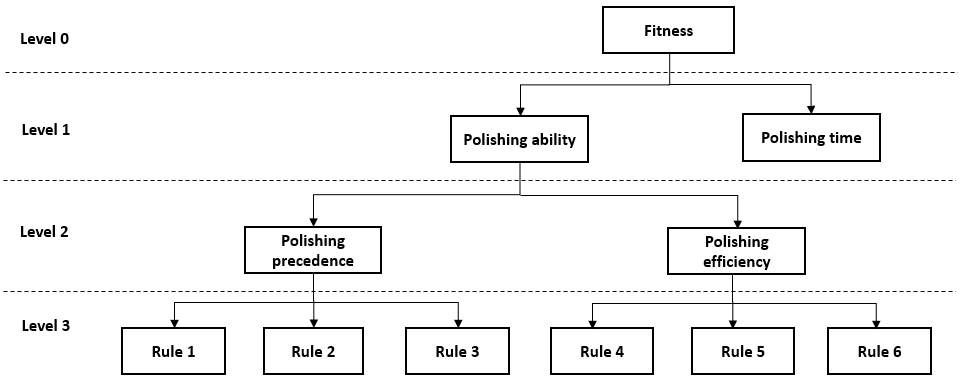 Fitness
Level 0
Level 1
Polishing ability
Polishing time
Level 2
Polishing
precedence
Polishing
efficiency
Level 3
Rule 1
Rule 2
Rule 3
Rule 4
Rule 5
Rule 6